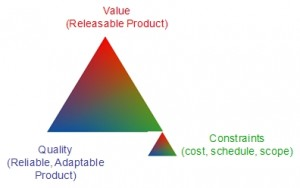 Value
(Releasable Product)
Quality
(Reliable, Adaptable
Product)
Constraints
(cost, schedule, scope)